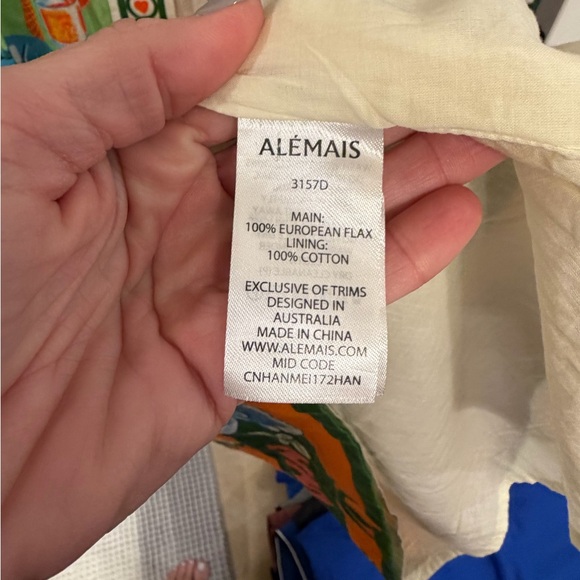 ALÉMAIS
3157D
MAIN:
100% EUROPEAN FLAX
LINING:
100% COTTON
EXCLUSIVE OF TRIMS
DESIGNED IN
AUSTRALIA
MADE IN CHINA
WWW.ALEMAIS.COM
MID CODE
CNHANMEI172HAN